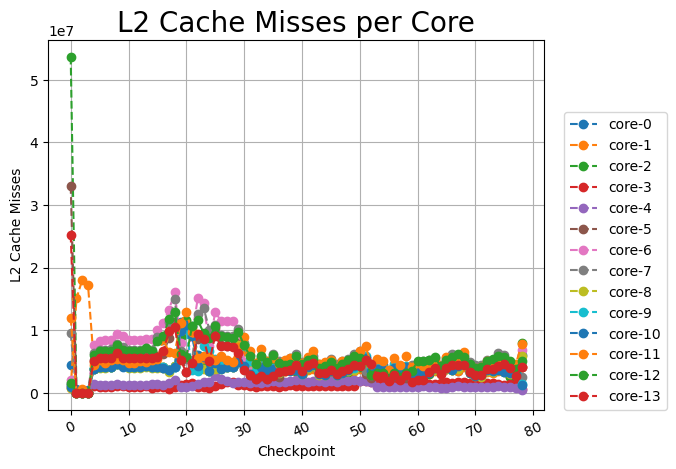 L2 Cache Misses per Core
1e7
5
4
3
2
1
0
L2 Cache Misses
0
10
20
30
40
50
60
70
80
Checkpoint
core-0
core-1
core-2
core-3
core-4
core-5
core-6
core-7
core-8
core-9
core-10
core-11
core-12
core-13